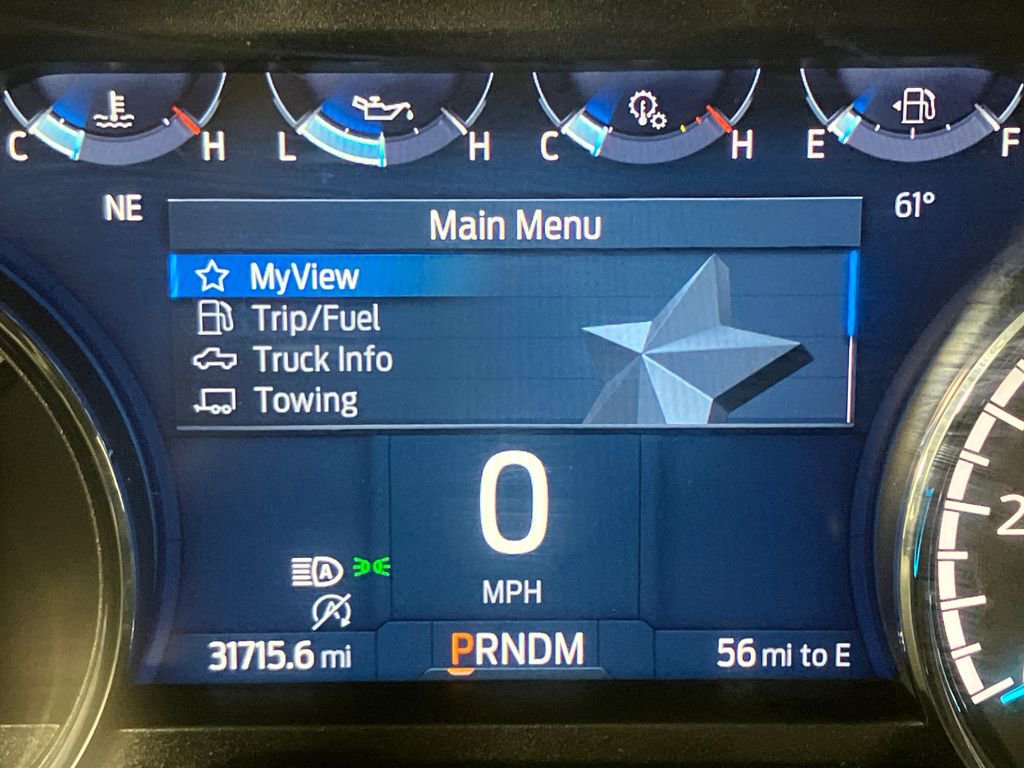 C H L H C H E F
NE
61°
Main Menu
MyView
Trip/Fuel
Truck Info
Towing
0
MPH
A
A
2
31715.6 mi
PRNDM
56 mi to E